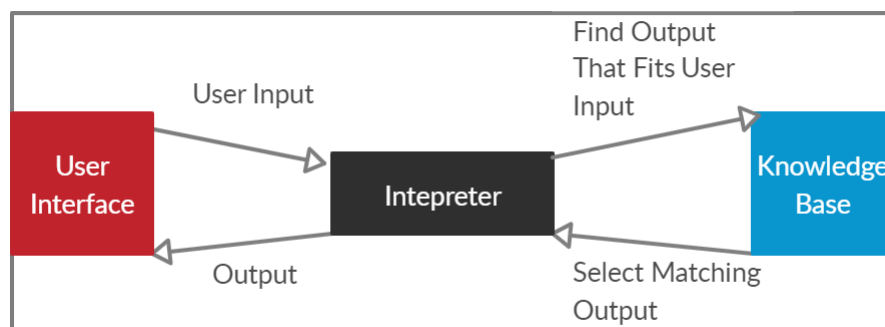 Find Output
That Fits User
Input
User Input
User
Interface
Intepreter
Knowledge
Base
Output
Select Matching
Output